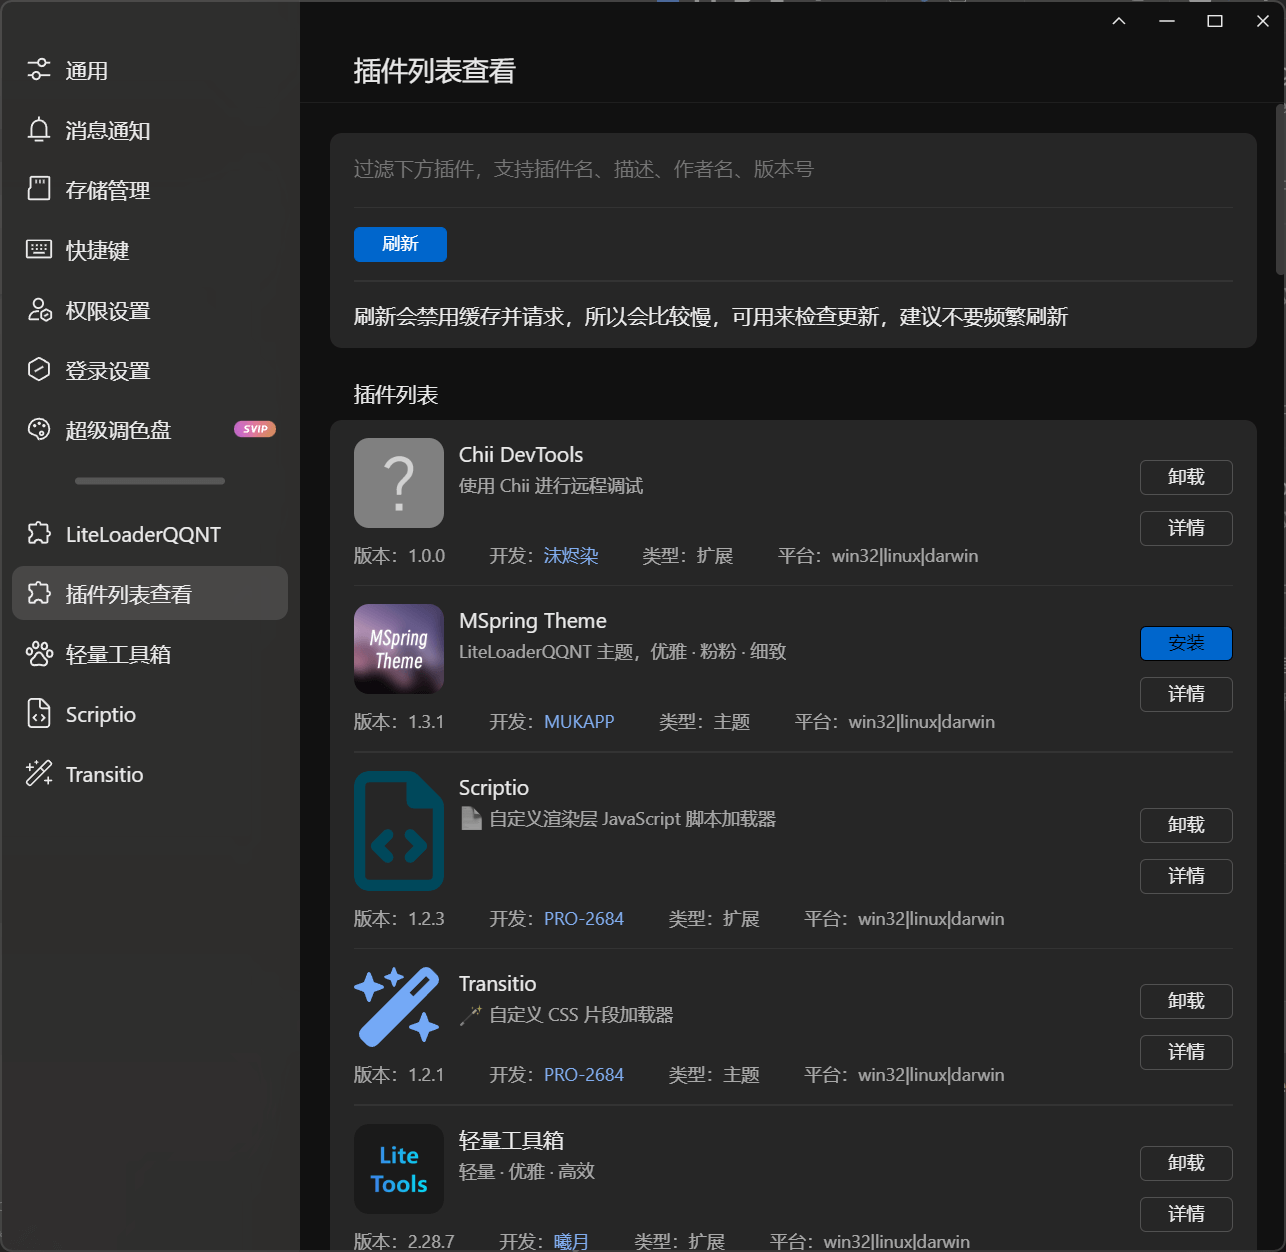 通用
消息通知
存储管理
快捷键
权限设置
登录设置
超级调色盘 SVIP
LiteLoaderQQNT
插件列表查看
轻量工具箱
Scriptio
Transitio
插件列表查看
过滤下方插件，支持插件名、描述、作者名、版本号
刷新
刷新会禁用缓存并请求，所以会比较慢，可用来检查更新，建议不要频繁刷新
插件列表
?
Chii DevTools
使用 Chii 进行远程调试
卸载
详情
版本：1.0.0 开发：沫烬染 类型：扩展 平台：win32|linux|darwin
MSpring
Theme
MSpring Theme
LiteLoaderQQNT 主题，优雅 · 粉粉 · 细致
安装
详情
版本：1.3.1 开发：MUKAPP 类型：主题 平台：win32|linux|darwin
Scriptio
自定义渲染层 JavaScript 脚本加载器
卸载
详情
版本：1.2.3 开发：PRO-2684 类型：扩展 平台：win32|linux|darwin
Transitio
自定义 CSS 片段加载器
卸载
详情
版本：1.2.1 开发：PRO-2684 类型：主题 平台：win32|linux|darwin
Lite
Tools
轻量工具箱
轻量 · 优雅 · 高效
卸载
详情
版本：2.28.7 开发：曦月 类型：扩展 平台：win32|linux|darwin